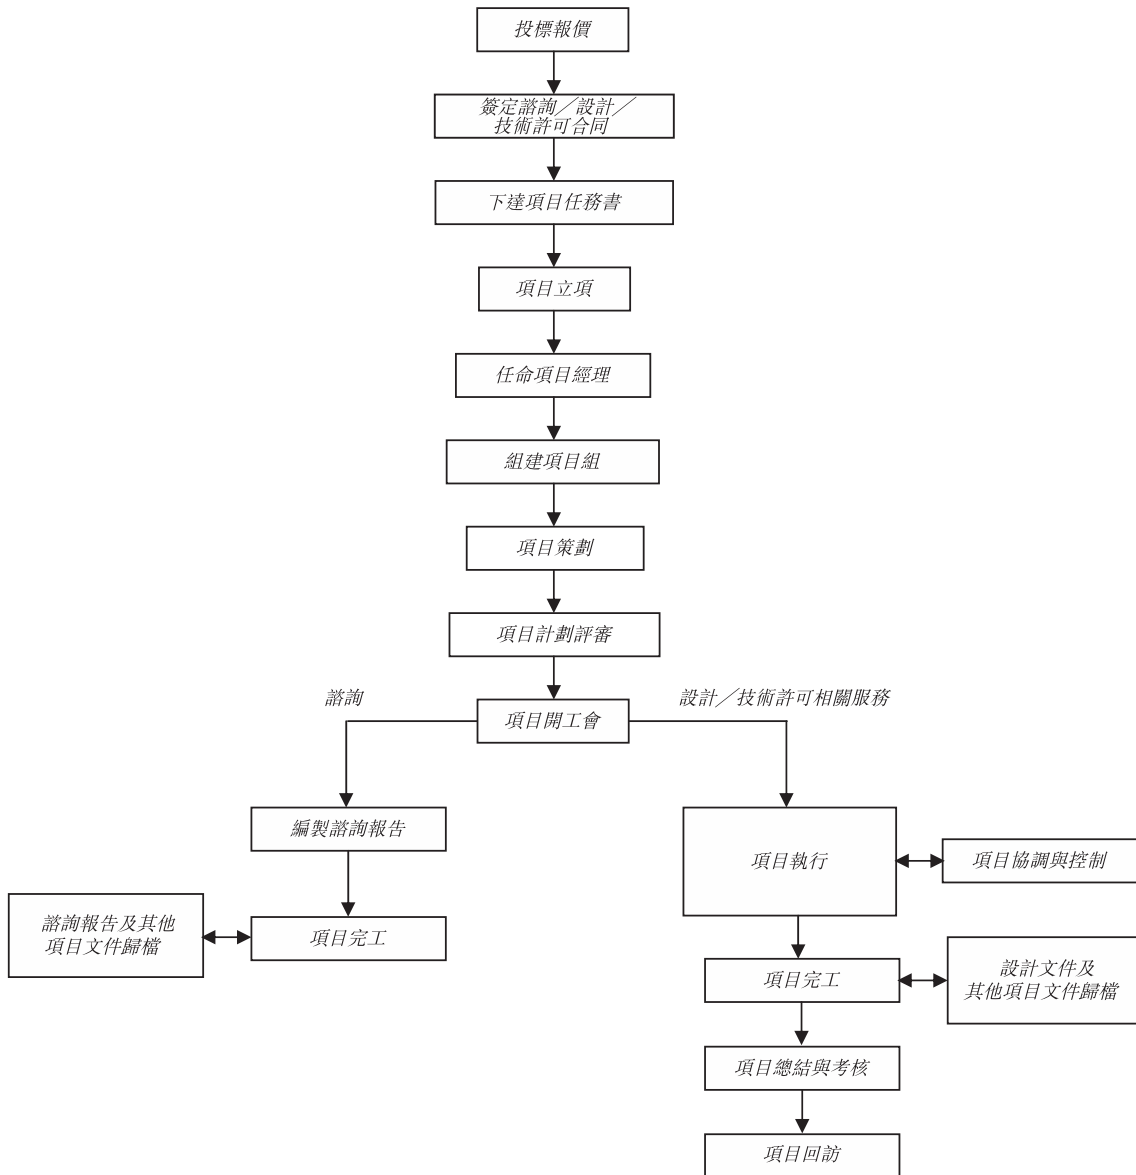 投標報價
簽定諮詢／設計／
技術許可合同
下達項目任務書
項目立項
任命項目經理
組建項目組
項目策劃
項目計劃評審
諮詢
設計／技術許可相關服務
項目開工會
編製諮詢報告
項目執行
項目協調與控制
諮詢報告及其他
項目文件歸檔
項目完工
項目完工
設計文件及
其他項目文件歸檔
項目總結與考核
項目回訪